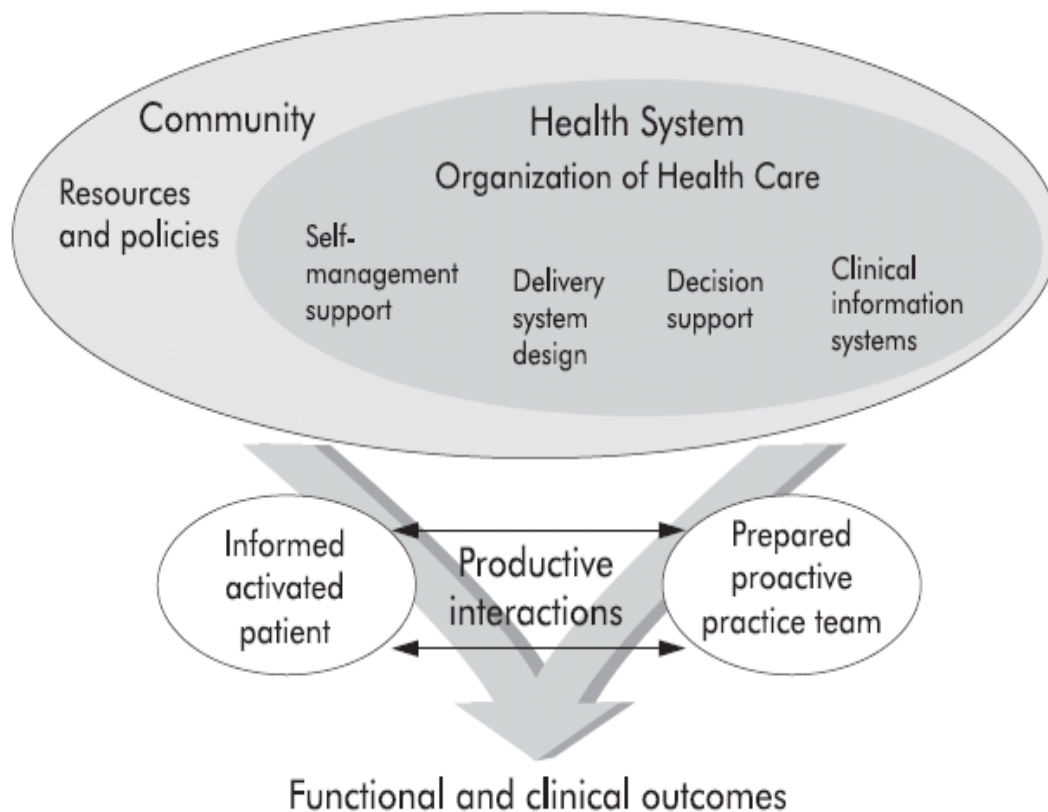 Community
Resources
and policies
Health System
Organization of Health Care
Self-
management
support
Delivery
system
design
Decision
support
Clinical
information
systems
Informed
activated
patient
Productive
interactions
Prepared
proactive
practice team
Functional and clinical outcomes